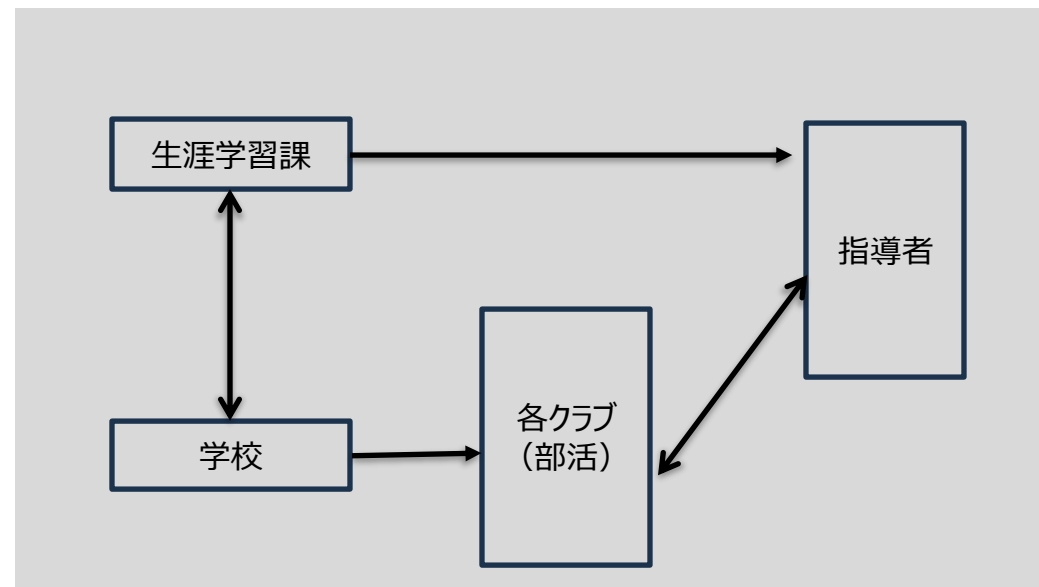 生涯学習課
指導者
各クラブ
（部活）
学校